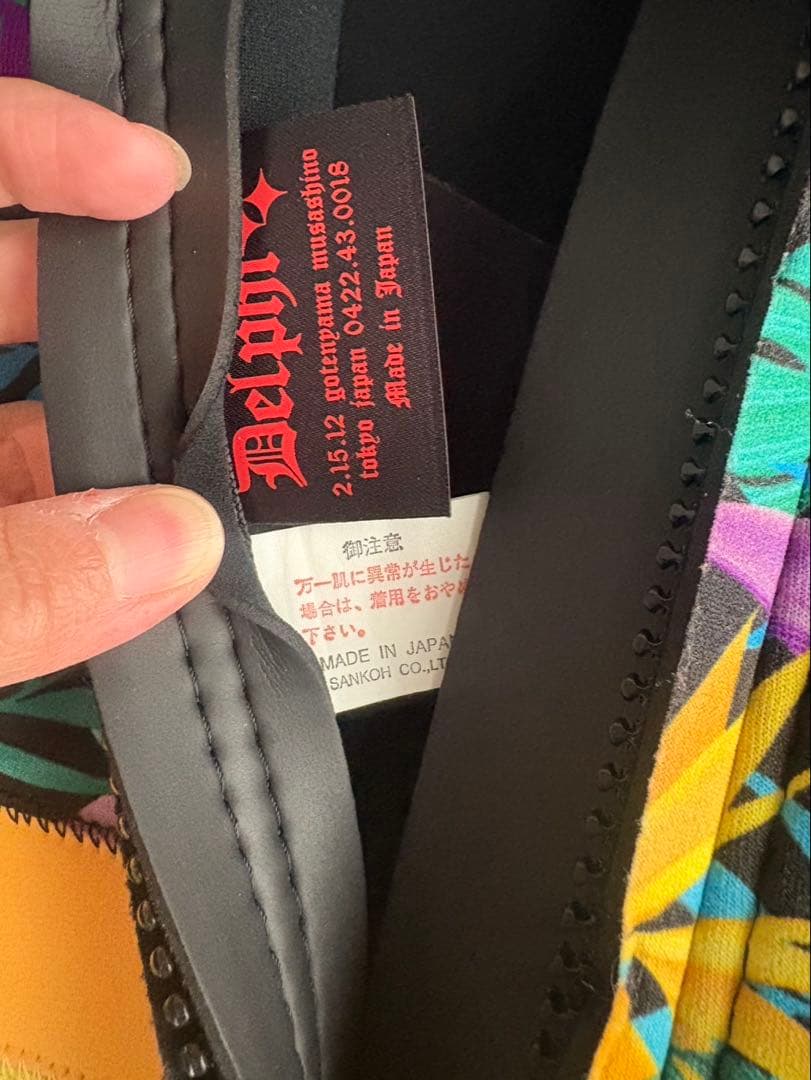 Delphi
2.15.12 gotenyama musashino
tokyo japan 0422.43.0018
Made in Japan
御注意
万一肌に異常が生じた
場合は、着用をおやめ
下さい。
MADE IN JAPAN
SANKOH CO.,LT